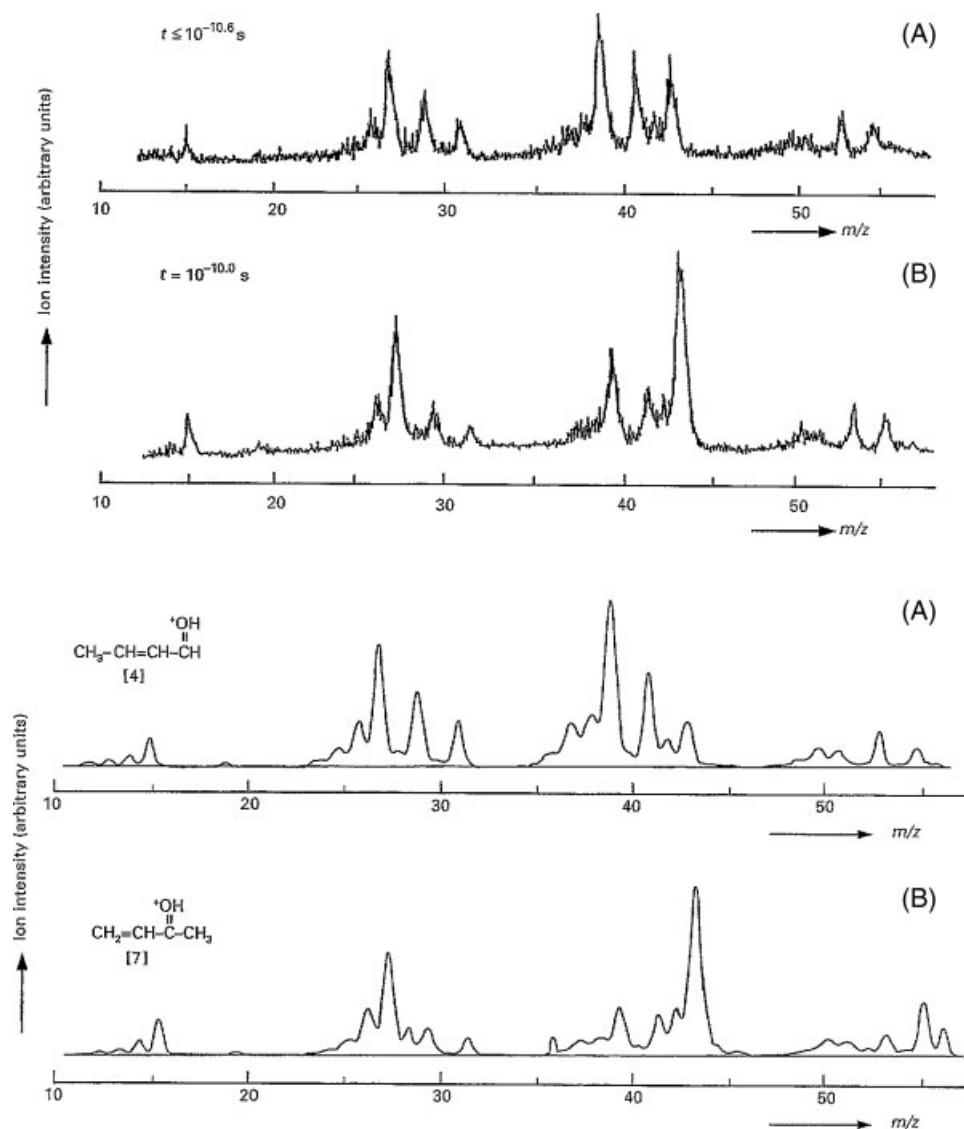 t ≤ 10⁻¹⁰·⁶ s
(A)
10 20 30 40 50
m/z
t = 10⁻¹⁰·⁰ s
(B)
10 20 30 40 50
m/z
Ion intensity (arbitrary units)
(A)
⁺OH
CH₃–CH=CH–CH
[4]
10 20 30 40 50
m/z
(B)
⁺OH
CH₂=CH–C–CH₃
[7]
10 20 30 40 50
m/z
Ion intensity (arbitrary units)